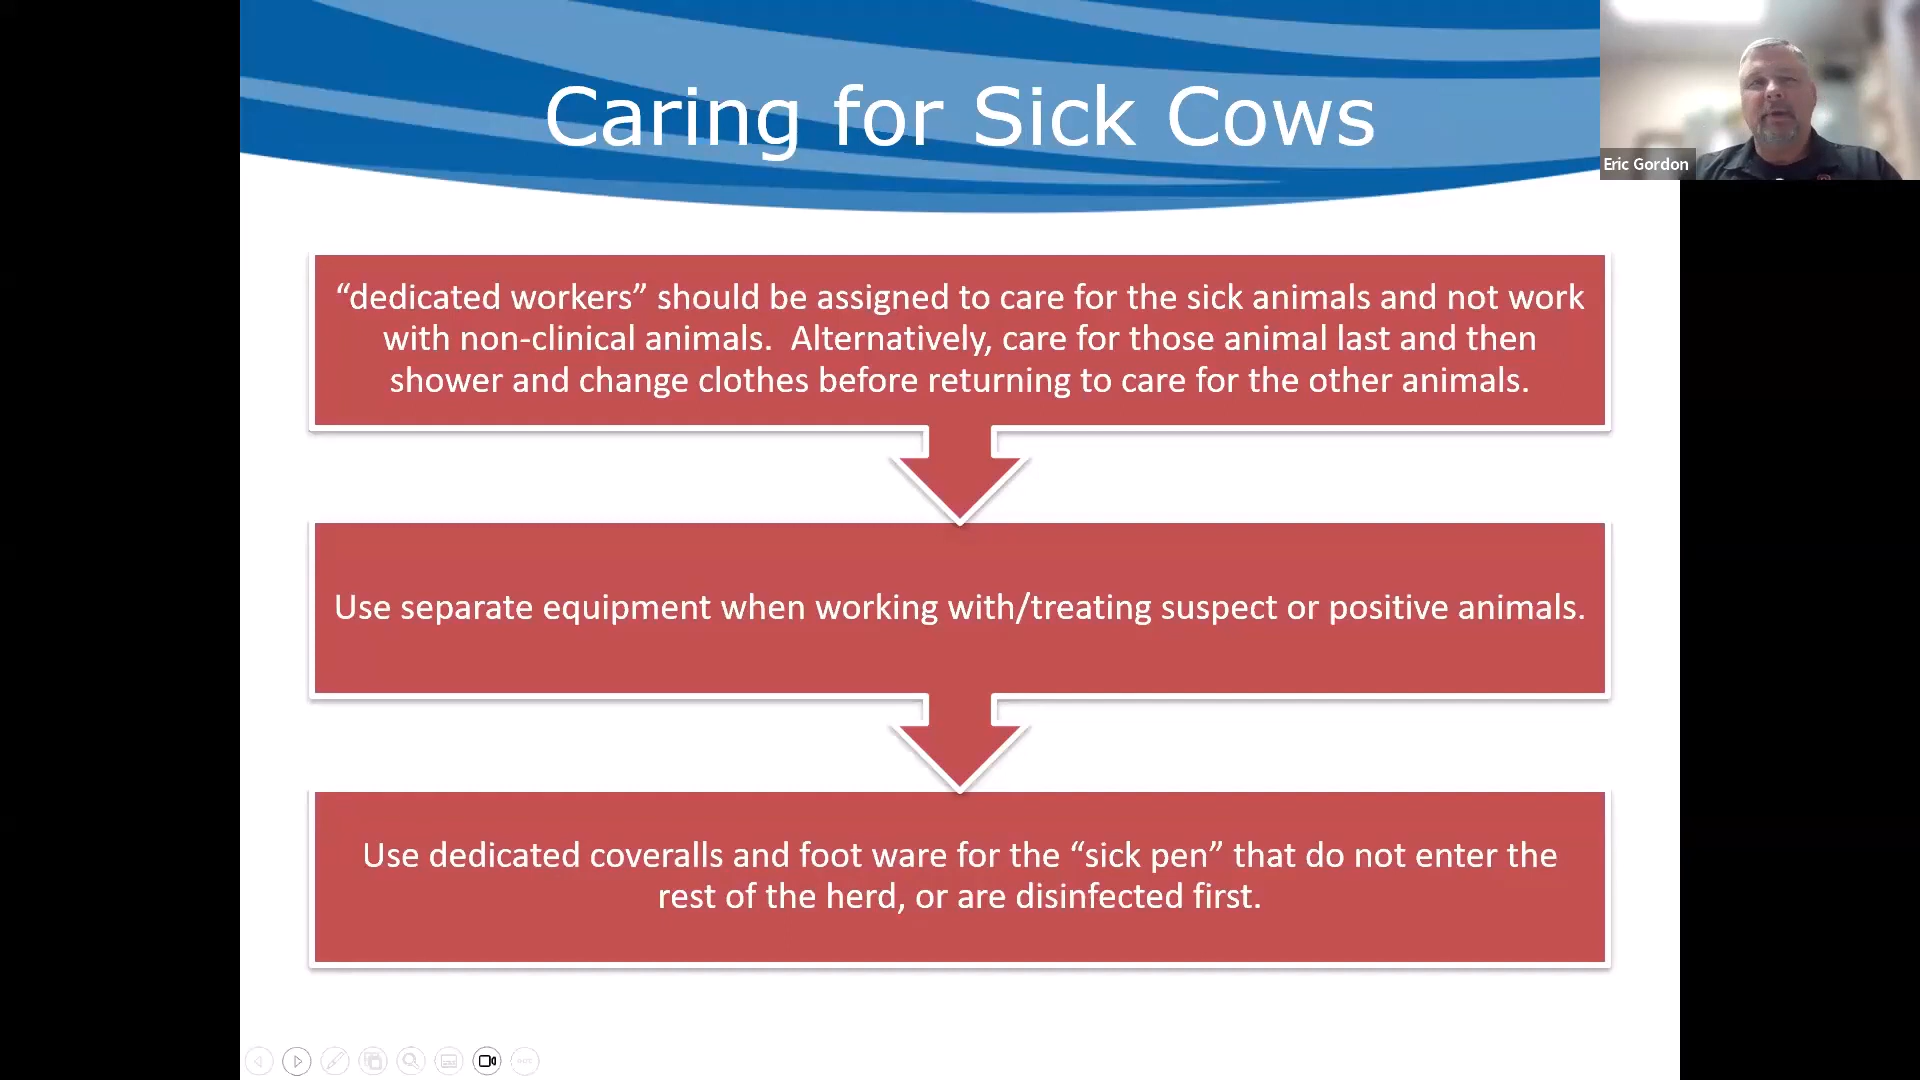 Caring for Sick Cows
Eric Gordon
“dedicated workers” should be assigned to care for the sick animals and not work
with non-clinical animals.  Alternatively, care for those animal last and then
shower and change clothes before returning to care for the other animals.
Use separate equipment when working with/treating suspect or positive animals.
Use dedicated coveralls and foot ware for the “sick pen” that do not enter the
rest of the herd, or are disinfected first.